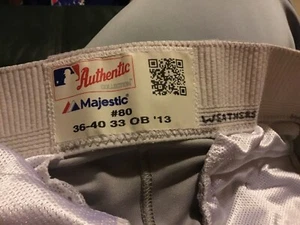 Authentic
COLLECTION
Majestic
#80
36-40 33 OB '13
WEATHERS